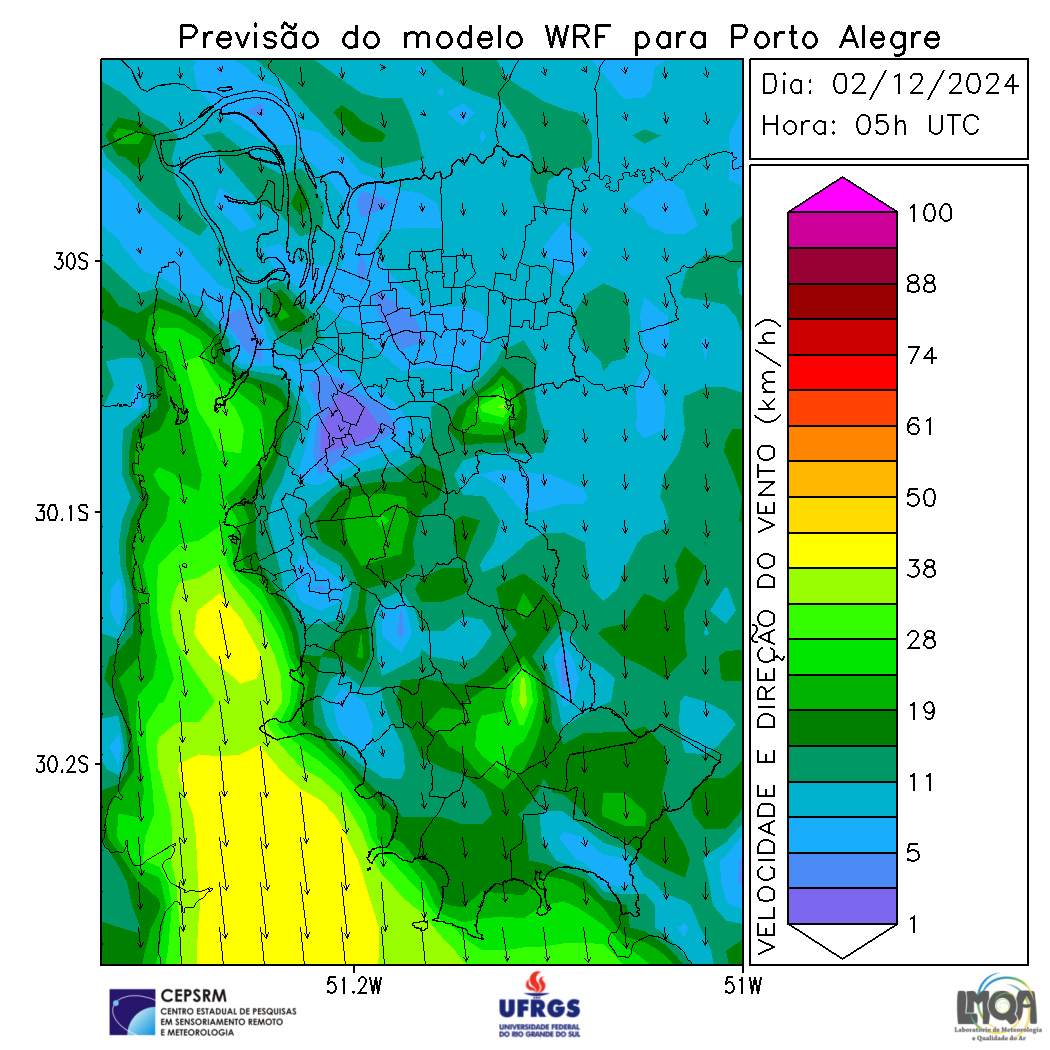 Previsão do modelo WRF para Porto Alegre
Dia: 02/12/2024
Hora: 05h UTC
30S
30.1S
30.2S
51.2W
51W
VELOCIDADE E DIREÇÃO DO VENTO (km/h)
100
88
74
61
50
38
28
19
11
5
1
CEPSRM
CENTRO ESTADUAL DE PESQUISAS
EM SENSORIAMENTO REMOTO
E METEOROLOGIA
UFRGS
UNIVERSIDADE FEDERAL
DO RIO GRANDE DO SUL
LMQA
Laboratório de Meteorologia
e Qualidade do Ar